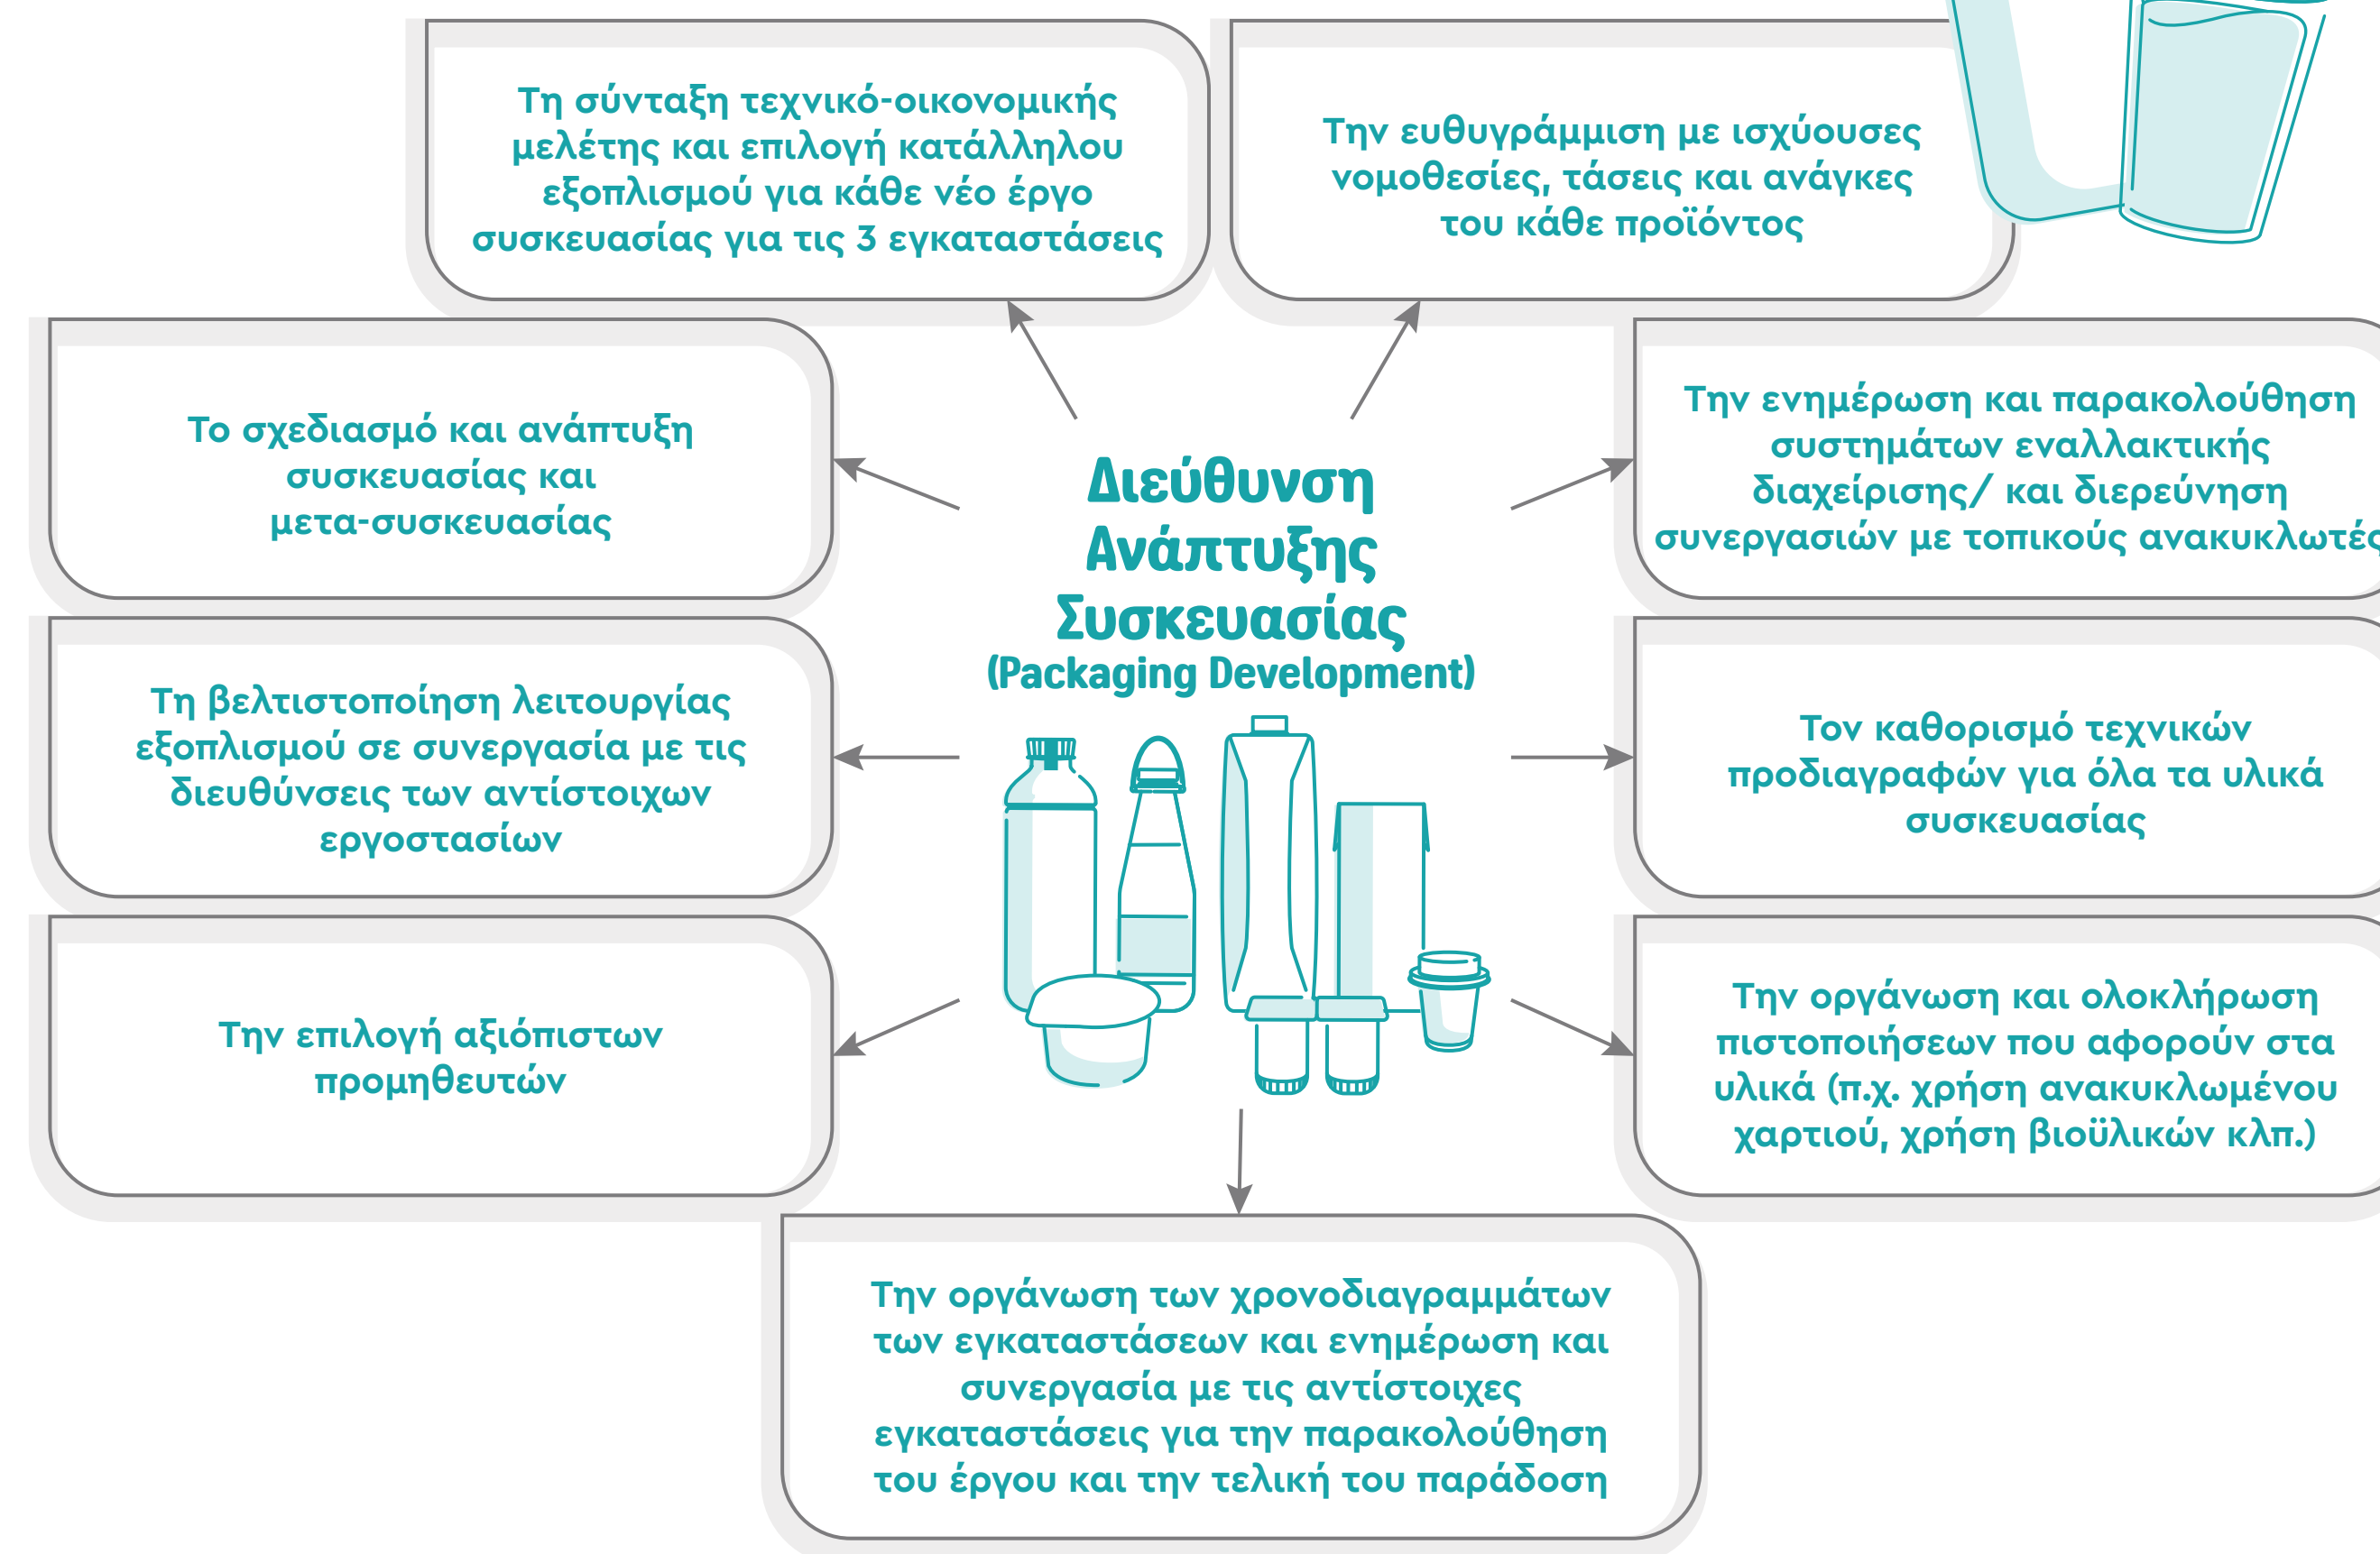 Τη σύνταξη τεχνικό-οικονομικής
μελέτης και επιλογή κατάλληλου
εξοπλισμού για κάθε νέο έργο
συσκευασίας για τις 3 εγκαταστάσεις
Την ευθυγράμμιση με ισχύουσες
νομοθεσίες, τάσεις και ανάγκες
του κάθε προϊόντος
Το σχεδιασμό και ανάπτυξη
συσκευασίας και
μετα-συσκευασίας
Διεύθυνση
Ανάπτυξης
Συσκευασίας
(Packaging Development)
Την ενημέρωση και παρακολούθηση
συστημάτων εναλλακτικής
διαχείρισης/ και διερεύνηση
συνεργασιών με τοπικούς ανακυκλωτές
Τη βελτιστοποίηση λειτουργίας
εξοπλισμού σε συνεργασία με τις
διευθύνσεις των αντίστοιχων
εργοστασίων
Τον καθορισμό τεχνικών
προδιαγραφών για όλα τα υλικά
συσκευασίας
Την επιλογή αξιόπιστων
προμηθευτών
Την οργάνωση και ολοκλήρωση
πιστοποιήσεων που αφορούν στα
υλικά (π.χ. χρήση ανακυκλωμένου
χαρτιού, χρήση βιοϋλικών κλπ.)
Την οργάνωση των χρονοδιαγραμμάτων
των εγκαταστάσεων και ενημέρωση και
συνεργασία με τις αντίστοιχες
εγκαταστάσεις για την παρακολούθηση
του έργου και την τελική του παράδοση